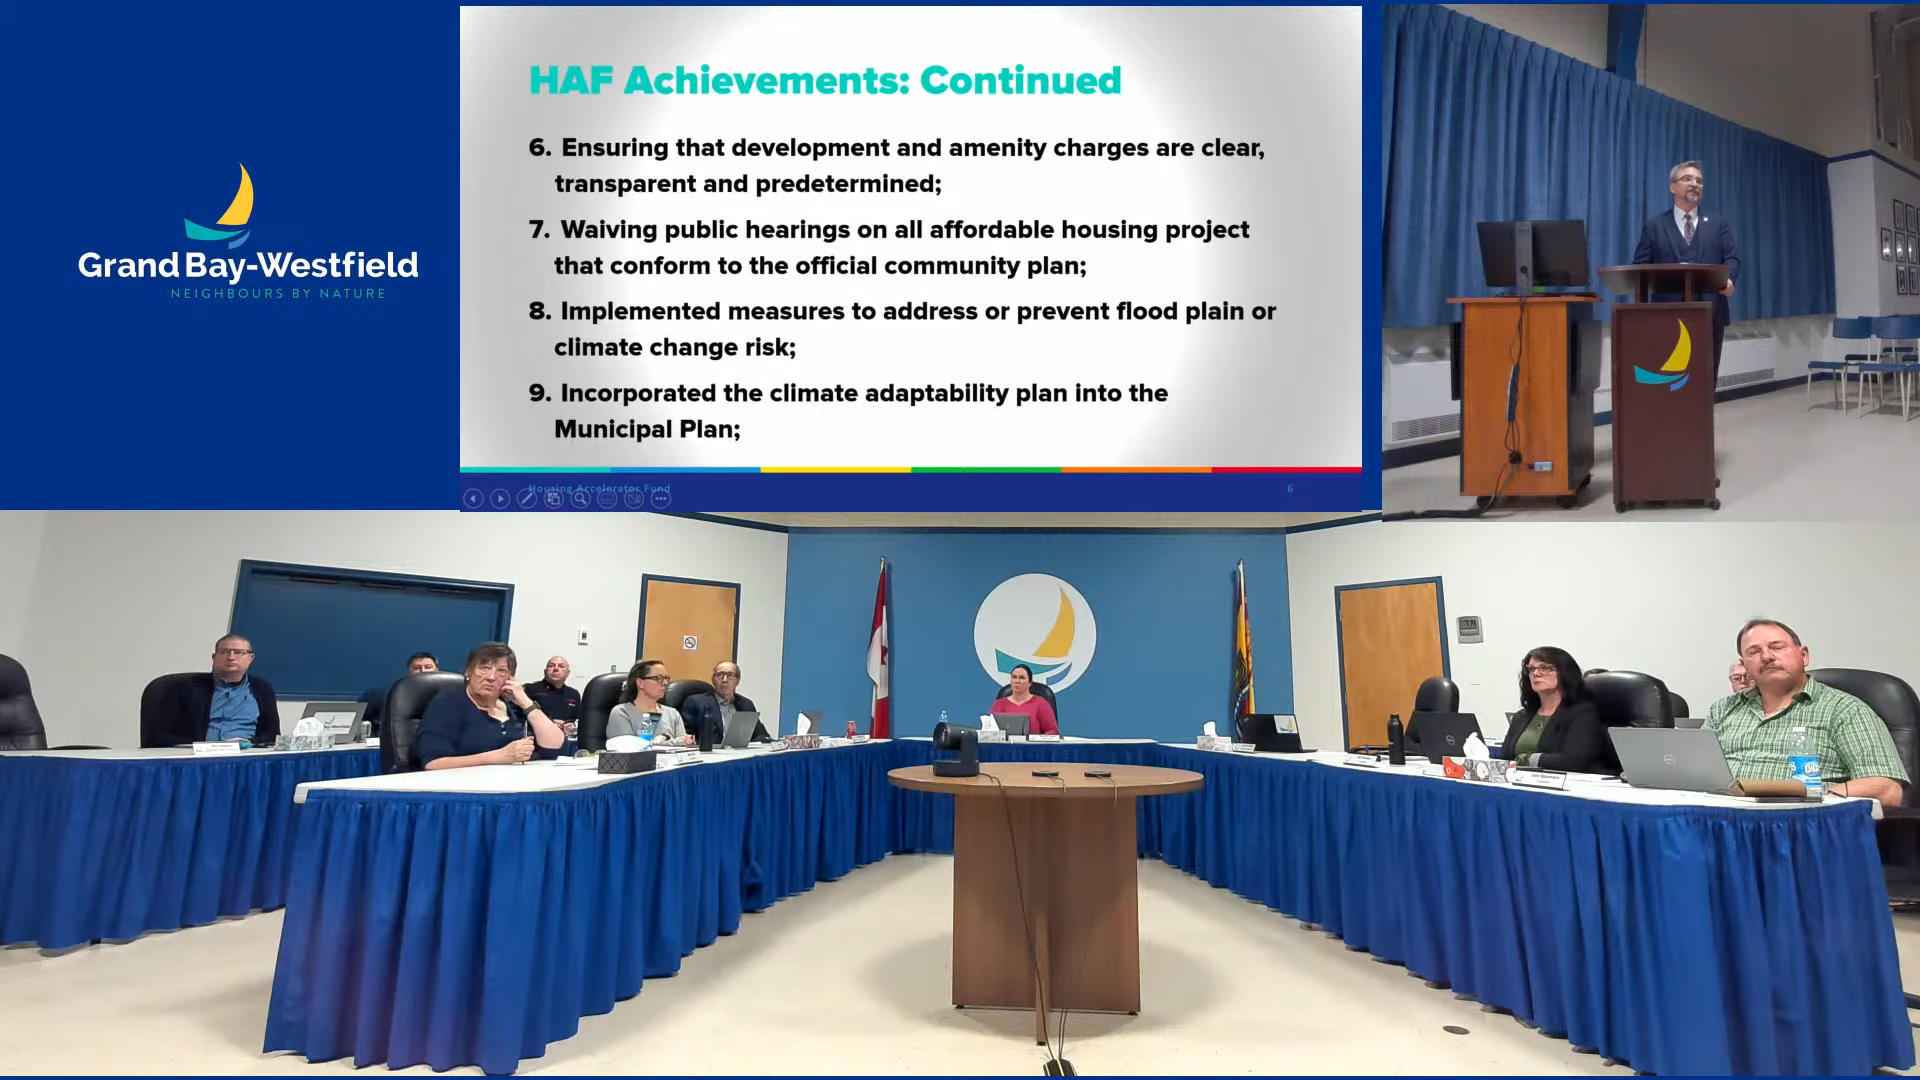 HAF Achievements: Continued
6. Ensuring that development and amenity charges are clear,
transparent and predetermined;
7. Waiving public hearings on all affordable housing project
that conform to the official community plan;
8. Implemented measures to address or prevent flood plain or
climate change risk;
9. Incorporated the climate adaptability plan into the
Municipal Plan;
Housing Accelerator Fund
6
Grand Bay-Westfield
NEIGHBOURS BY NATURE